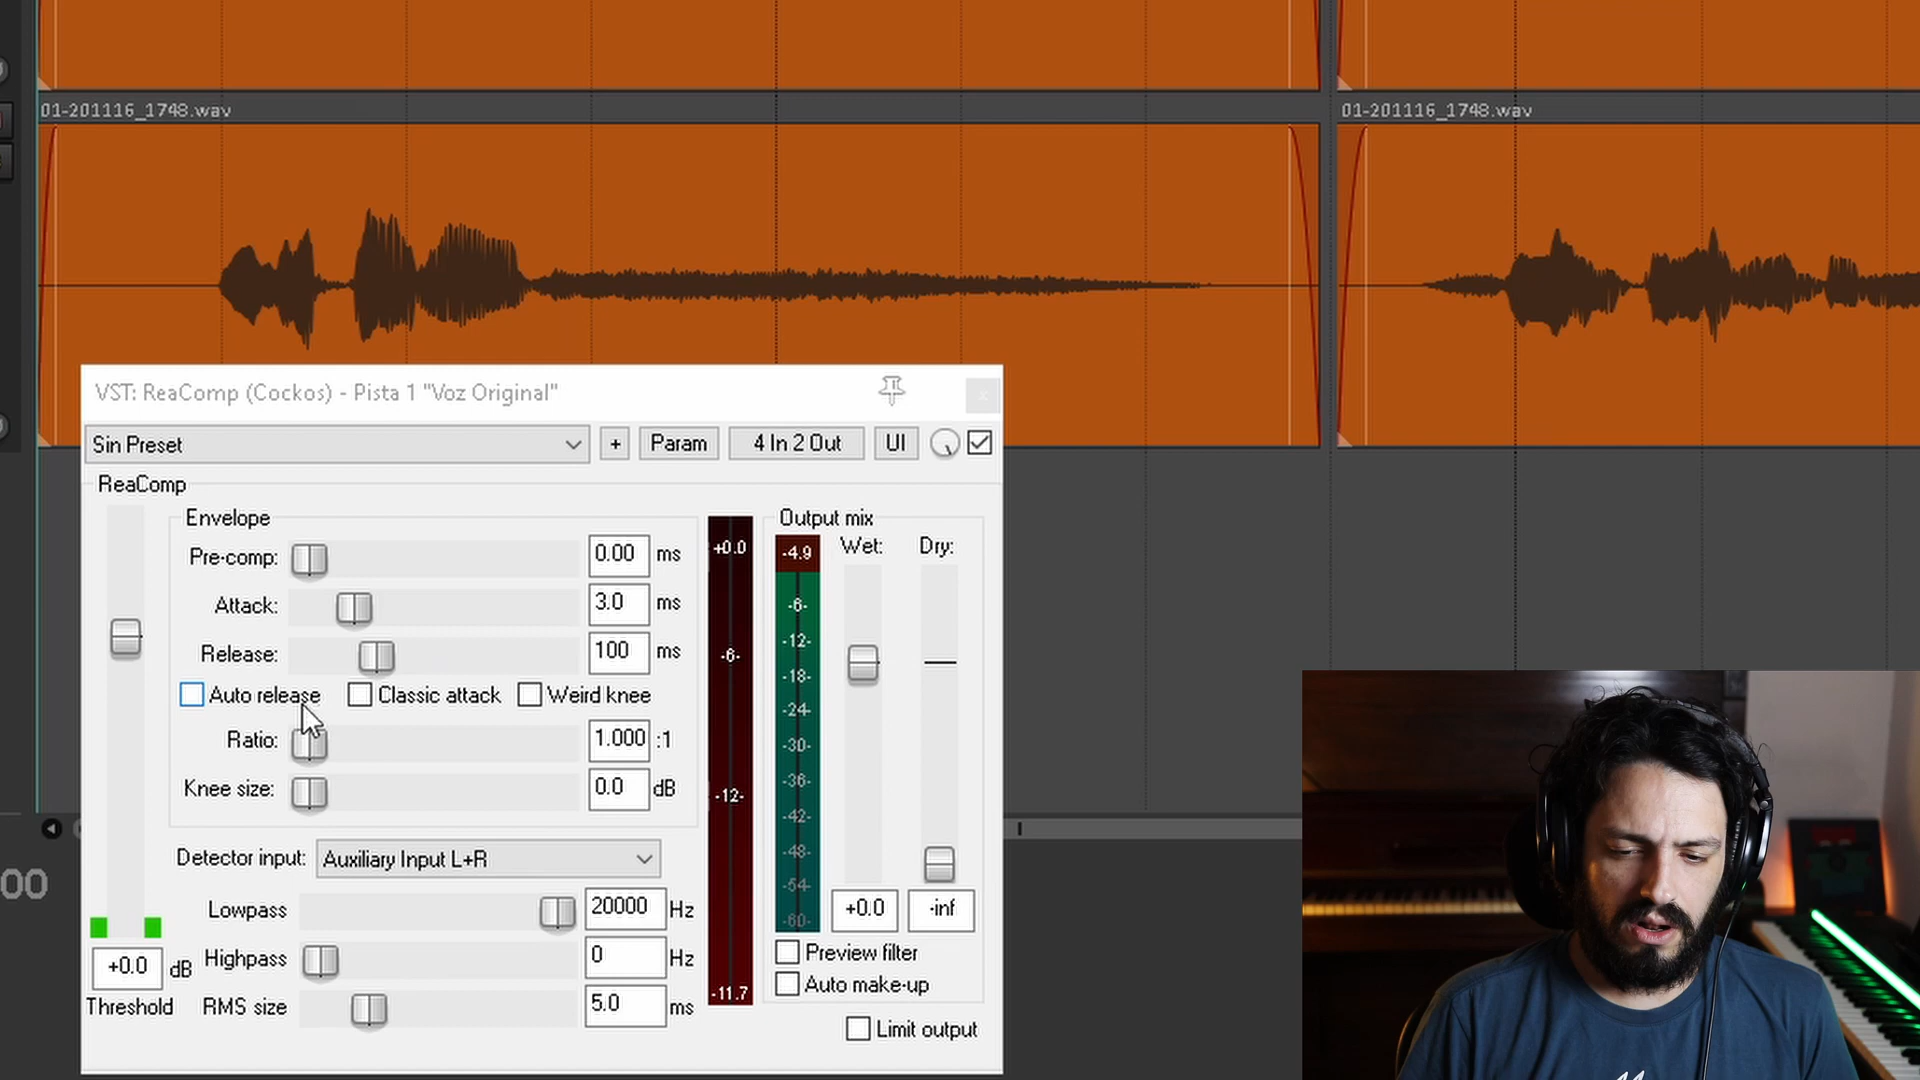 01-201116_1748.wav
01-201116_1748.wav
VST: ReaComp (Cockos) - Pista 1 "Voz Original"
Sin Preset
+
Param
4 In 2 Out
UI
ReaComp
Envelope
Pre-comp:
0.00
ms
Attack:
3.0
ms
Release:
100
ms
Auto release
Classic attack
Weird knee
Ratio:
1.000
:1
Knee size:
0.0
dB
Detector input:
Auxiliary Input L+R
Lowpass
20000
Hz
Highpass
0
Hz
RMS size
5.0
ms
+0.0
dB
Threshold
+0.0
-6-
-12-
-11.7
Output mix
Wet:
Dry:
-4.9
-6-
-12-
-18-
-24-
-30-
-36-
-42-
-48-
-54-
-60-
+0.0
-inf
Preview filter
Auto make-up
Limit output
00